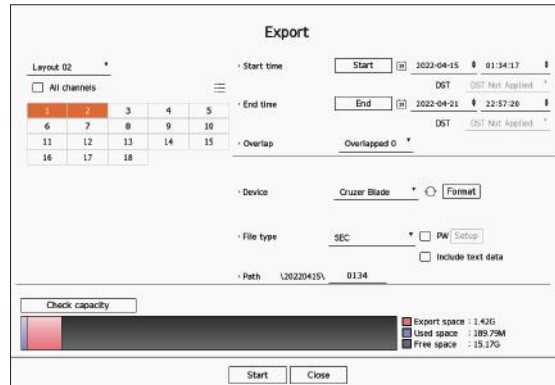 Export
Layout 02
All channels
1 2 3 4 5
6 7 8 9 10
11 12 13 14 15
16 17 18
Start time Start 2022-04-15 01:34:17
DST DST Not Applied
End time End 2022-04-21 22:57:20
DST DST Not Applied
Overlap Overlapped 0
Device Cruzer Blade Format
File type SEC PW Setup
Include text data
Path \20220415\ 0134
Check capacity
Export space : 1.42G
Used space : 189.79M
Free space : 15.17G
Start Close